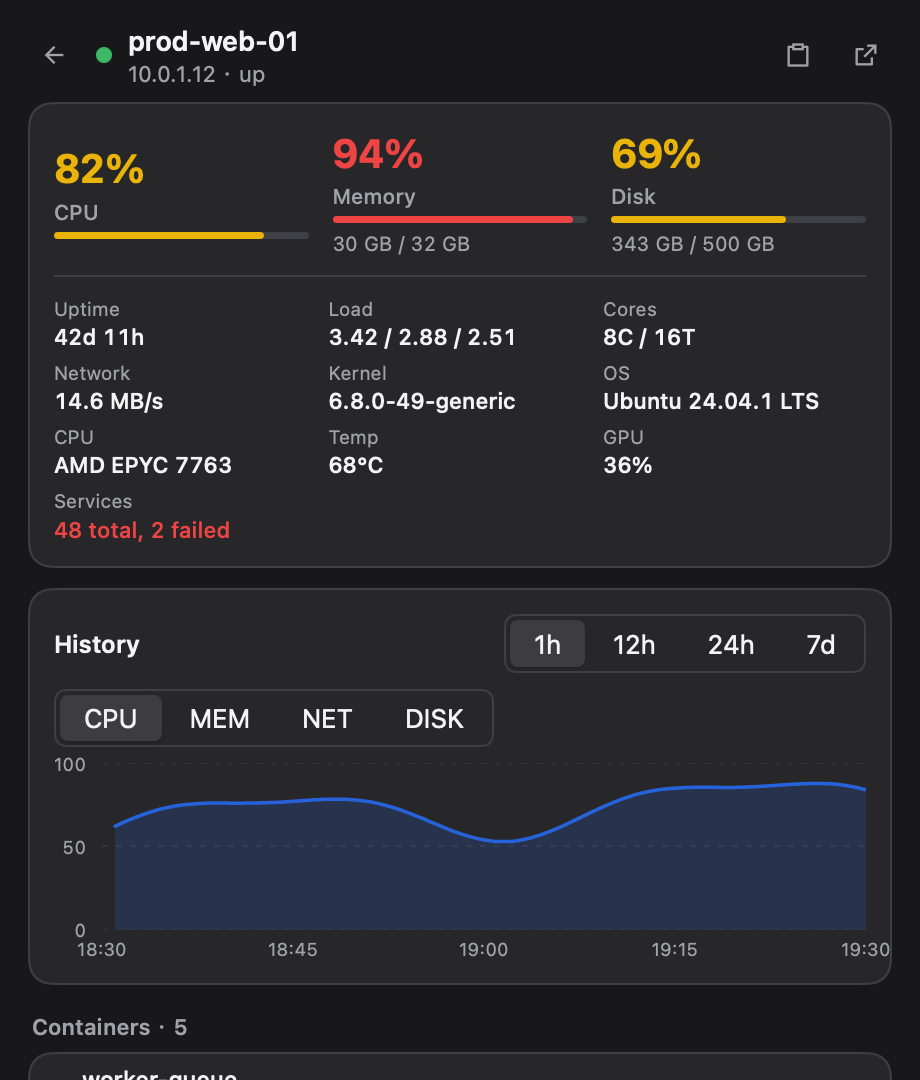 prod-web-01
10.0.1.12 · up
82%
CPU
94%
Memory
30 GB / 32 GB
69%
Disk
343 GB / 500 GB
Uptime
42d 11h
Load
3.42 / 2.88 / 2.51
Cores
8C / 16T
Network
14.6 MB/s
Kernel
6.8.0-49-generic
OS
Ubuntu 24.04.1 LTS
CPU
AMD EPYC 7763
Temp
68°C
GPU
36%
Services
48 total, 2 failed
History
1h 12h 24h 7d
CPU MEM NET DISK
100
50
0
18:30 18:45 19:00 19:15 19:30
Containers · 5
worker-queue